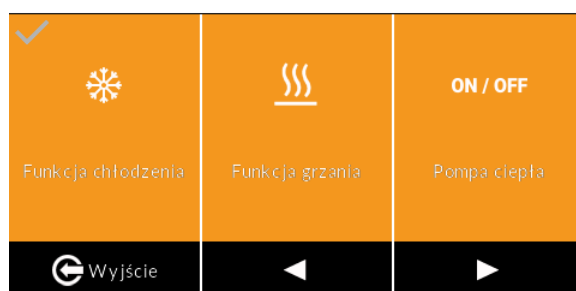 ON / OFF
Funkcja chłodzenia
Funkcja grzania
Pompa ciepła
Wyjście